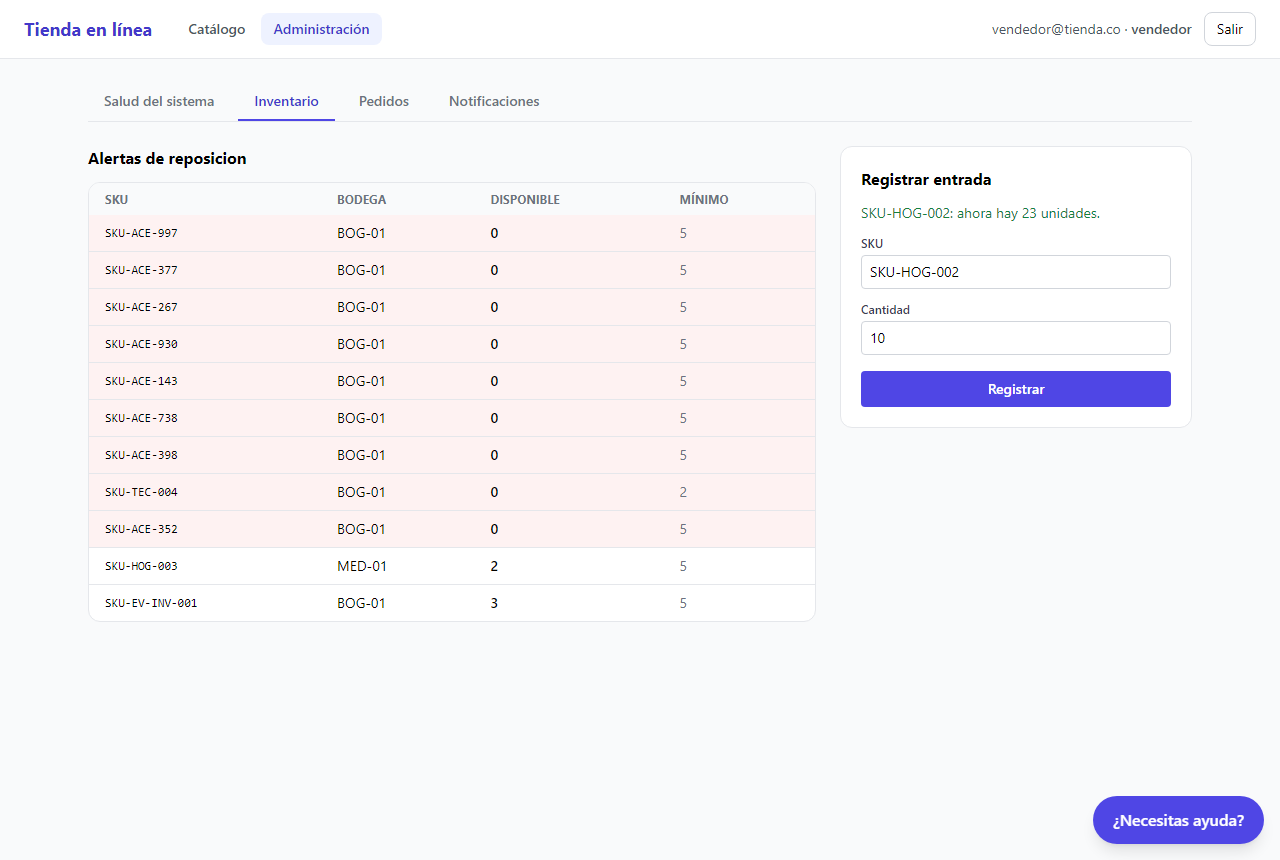 Tienda en línea Catálogo Administración vendedor@tienda.co · vendedor Salir
Salud del sistema Inventario Pedidos Notificaciones
Alertas de reposicion
SKU BODEGA DISPONIBLE MÍNIMO
SKU-ACE-997 BOG-01 0 5
SKU-ACE-377 BOG-01 0 5
SKU-ACE-267 BOG-01 0 5
SKU-ACE-930 BOG-01 0 5
SKU-ACE-143 BOG-01 0 5
SKU-ACE-738 BOG-01 0 5
SKU-ACE-398 BOG-01 0 5
SKU-TEC-004 BOG-01 0 2
SKU-ACE-352 BOG-01 0 5
SKU-HOG-003 MED-01 2 5
SKU-EV-INV-001 BOG-01 3 5
Registrar entrada
SKU-HOG-002: ahora hay 23 unidades.
SKU
SKU-HOG-002
Cantidad
10
Registrar
¿Necesitas ayuda?